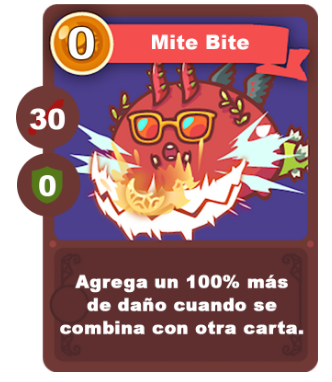 0
Mite Bite
30
0
Agrega un 100% más
de daño cuando se
combina con otra carta.